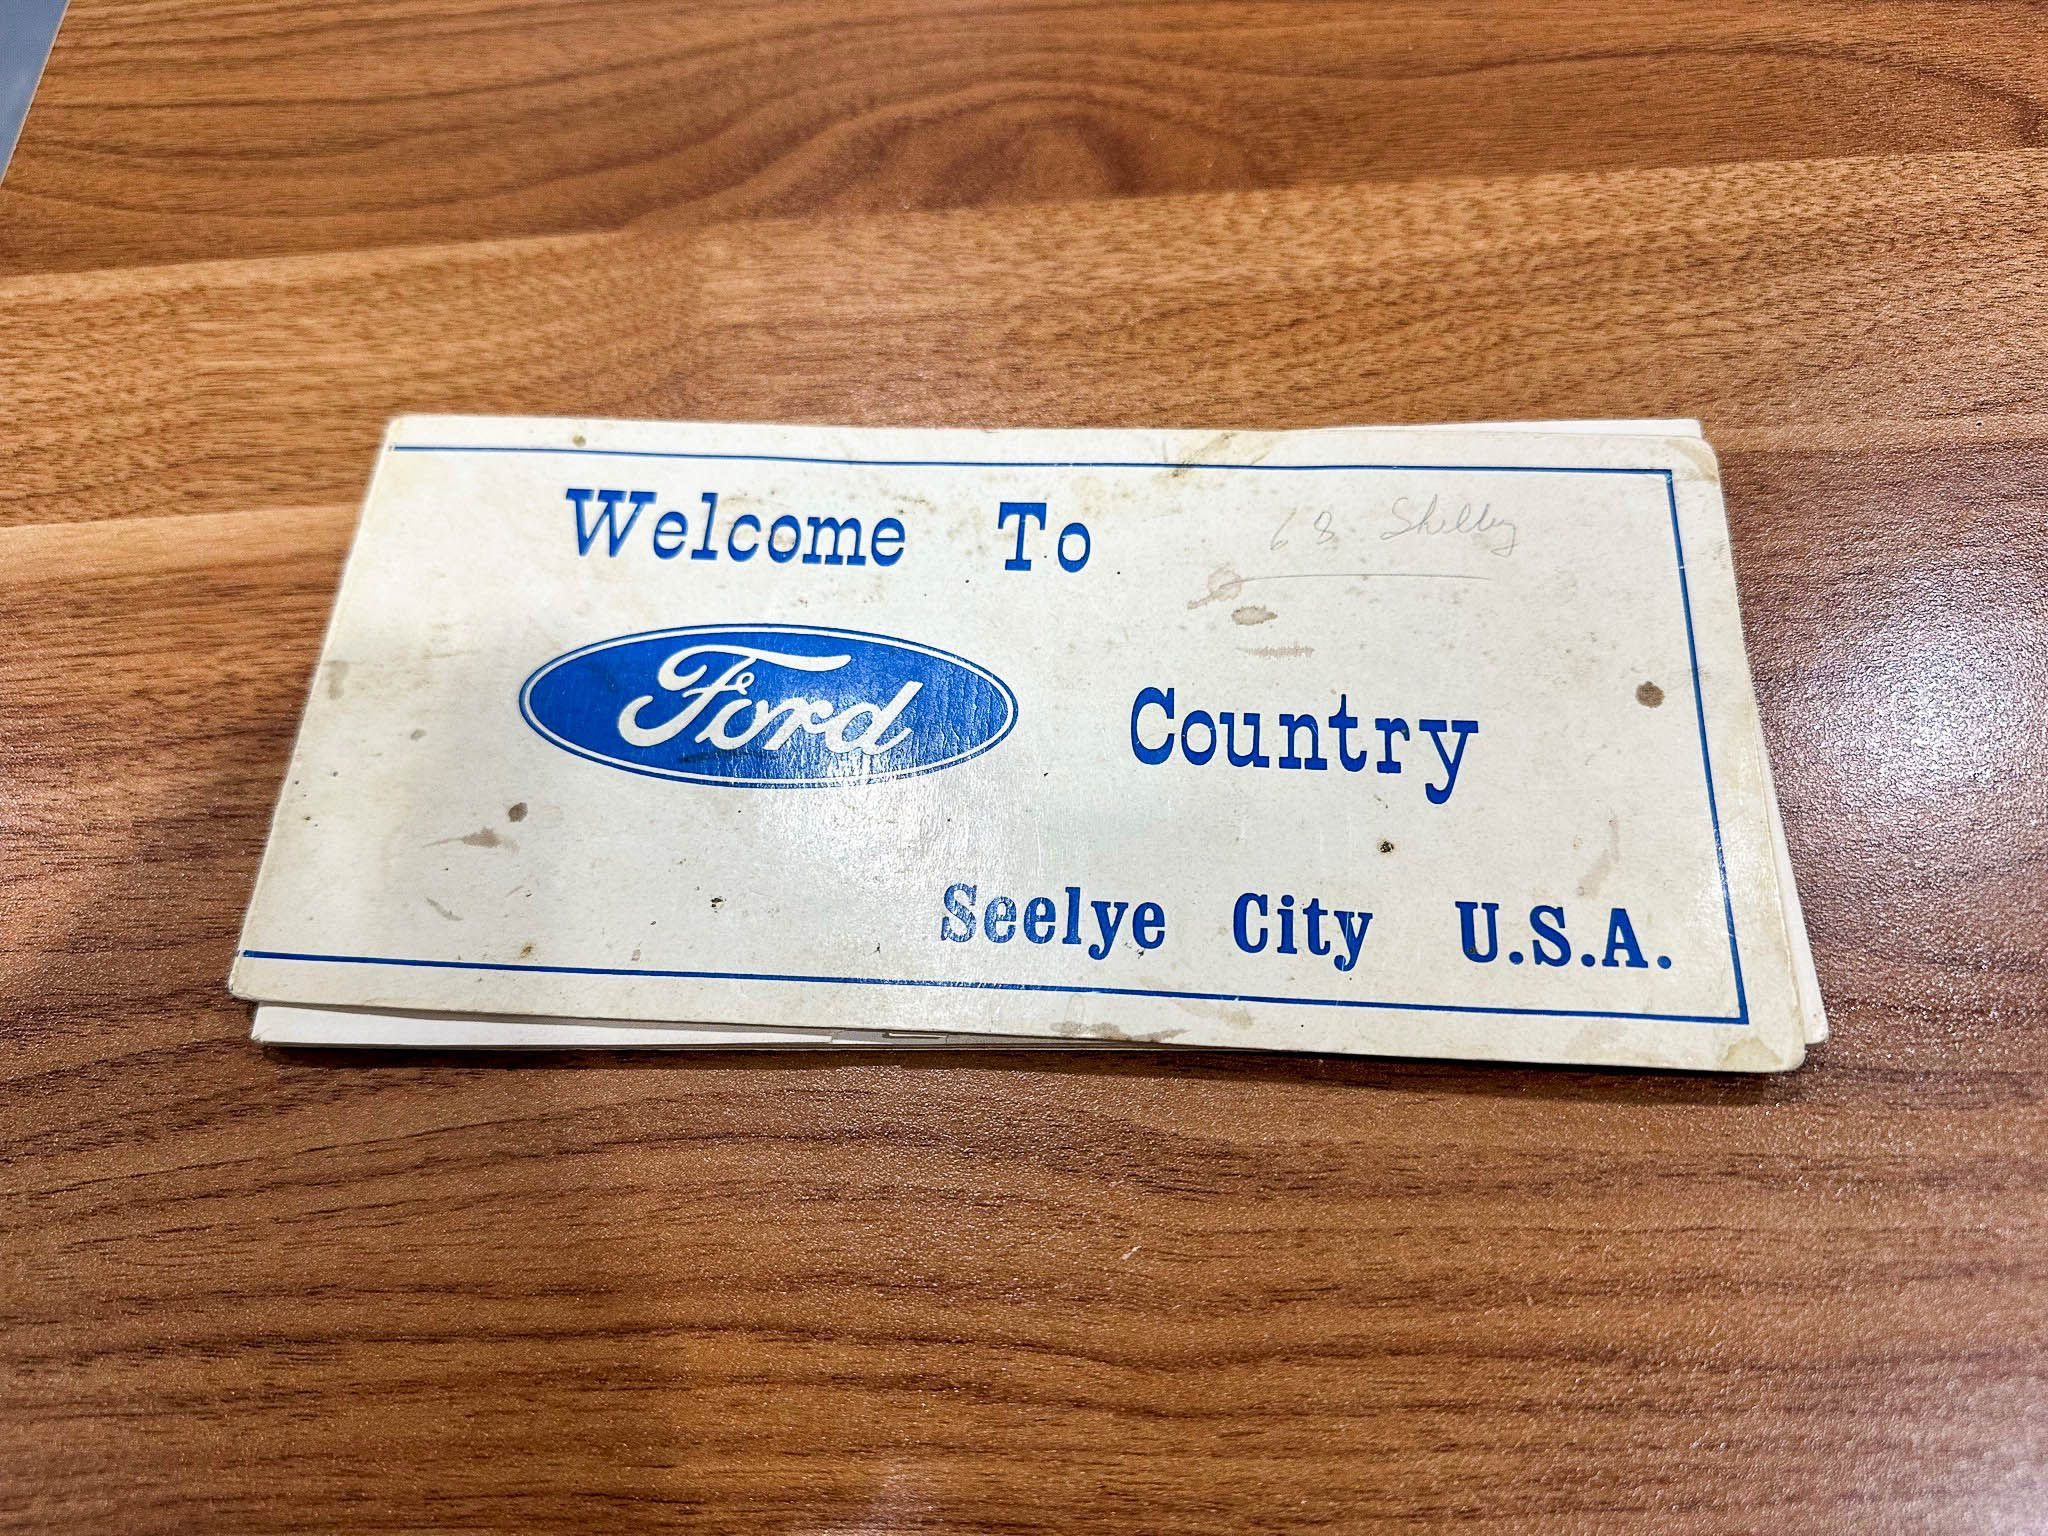 Welcome To 68 Shelby
Ford Country
Seelye City U.S.A.